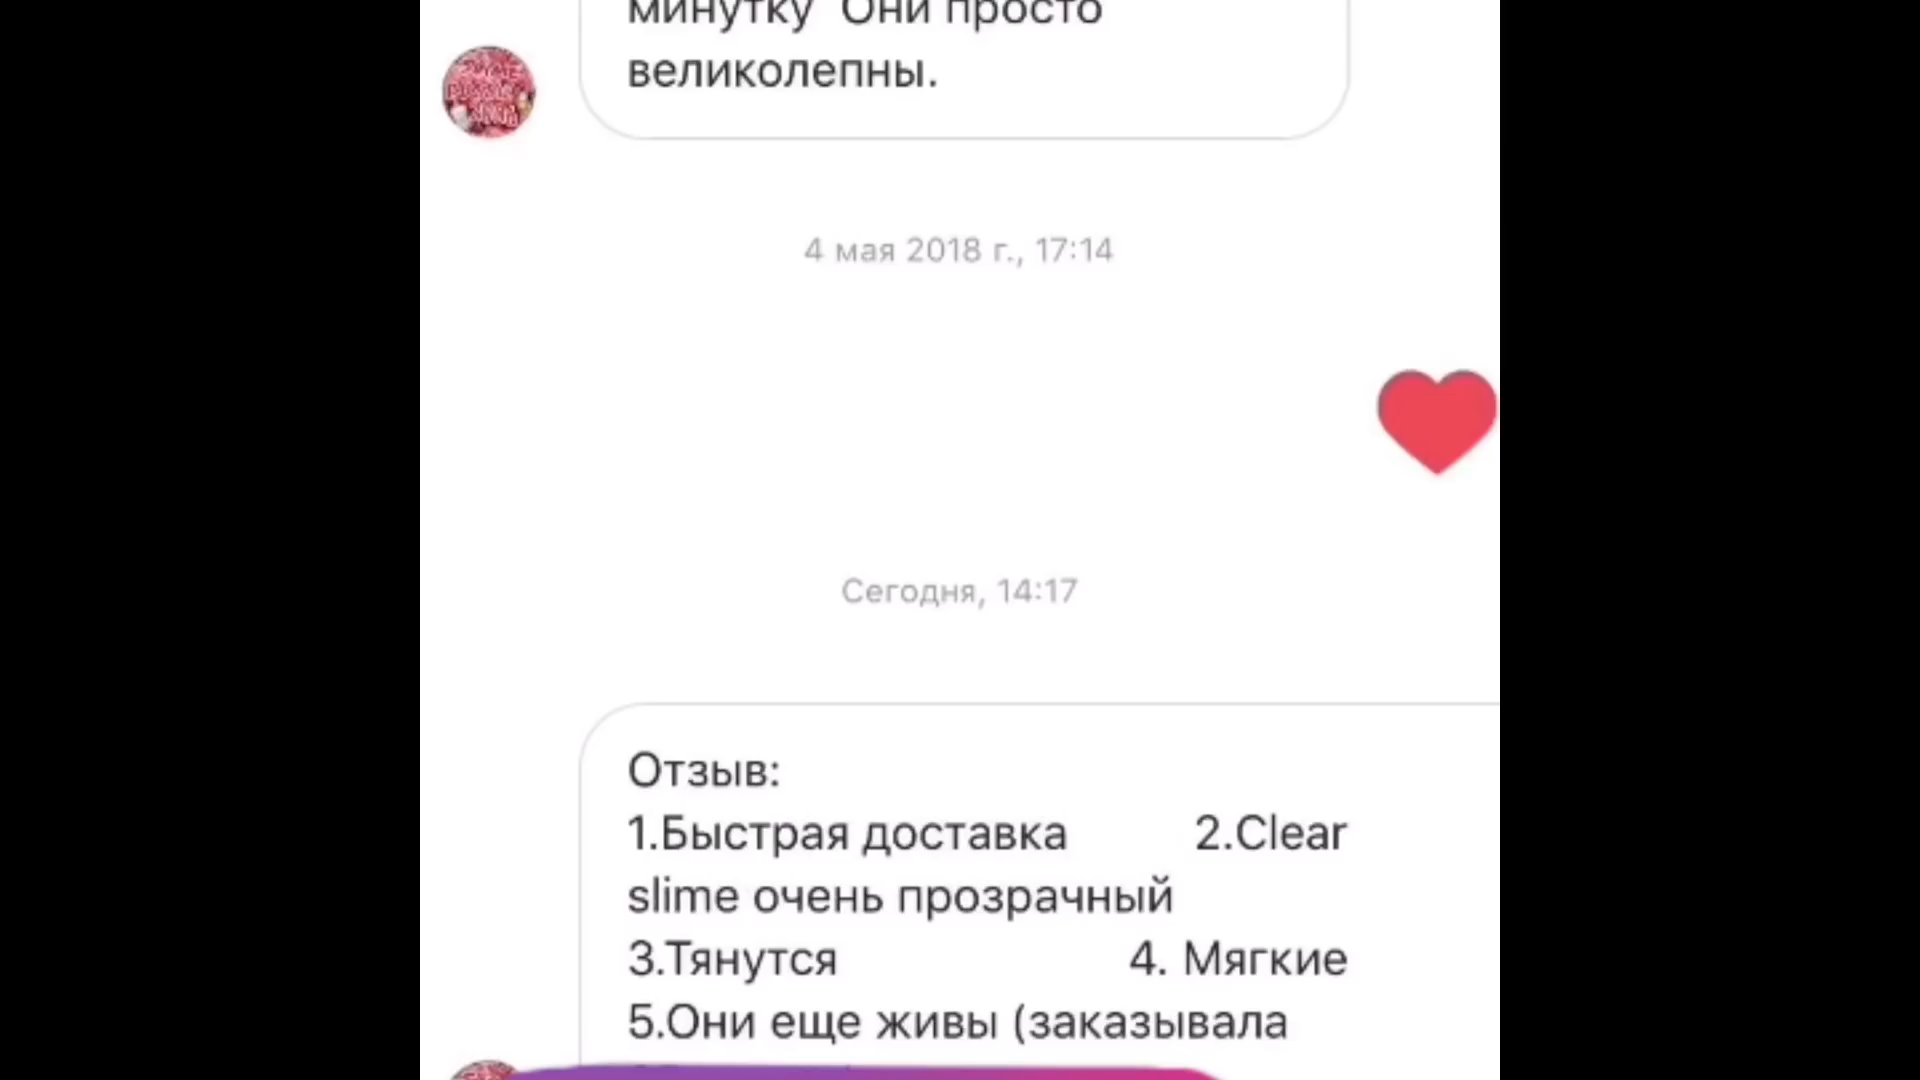 минутку Они просто
великолепны.
4 мая 2018 г., 17:14
Сегодня, 14:17
Отзыв:
1.Быстрая доставка 2.Clear
slime очень прозрачный
3.Тянутся 4. Мягкие
5.Они еще живы (заказывала